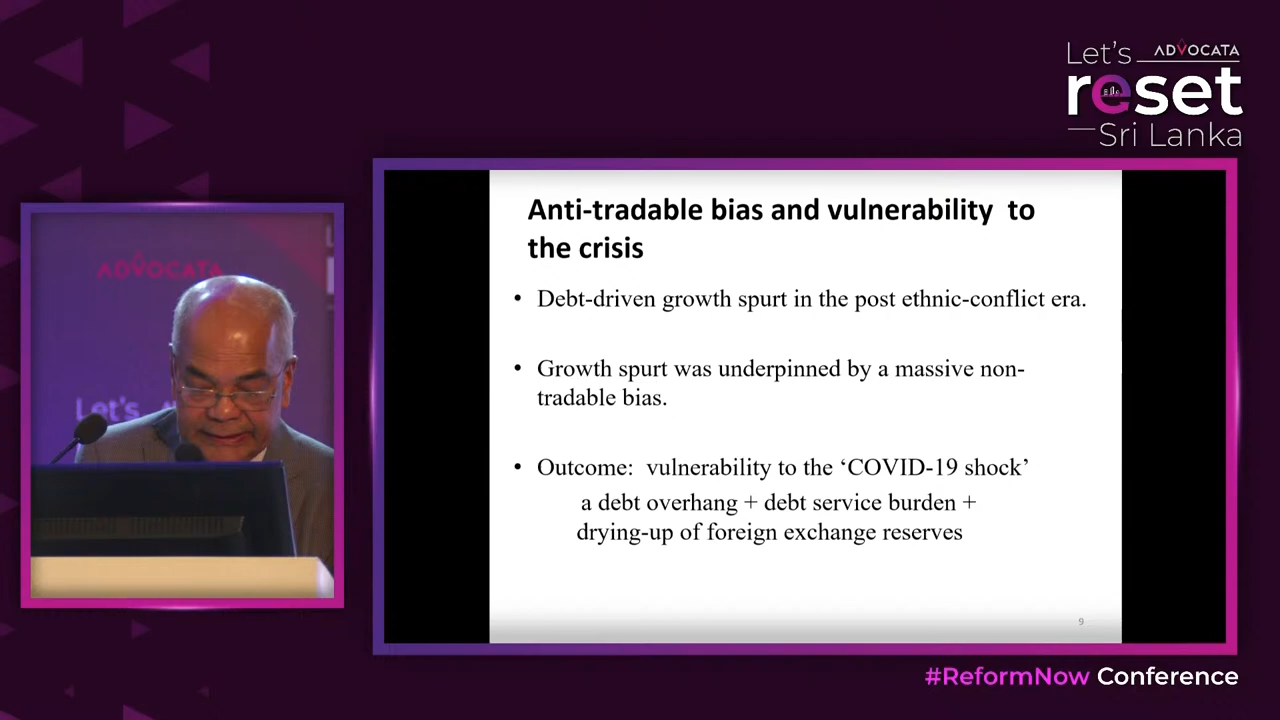 Let's
ADVOCATA
reset
Sri Lanka
ADVOCATA
Let's
Anti-tradable bias and vulnerability  to
the crisis
• Debt-driven growth spurt in the post ethnic-conflict era.
• Growth spurt was underpinned by a massive non-
tradable bias.
• Outcome:  vulnerability to the ‘COVID-19 shock’
a debt overhang + debt service burden +
drying-up of foreign exchange reserves
9
#ReformNow Conference